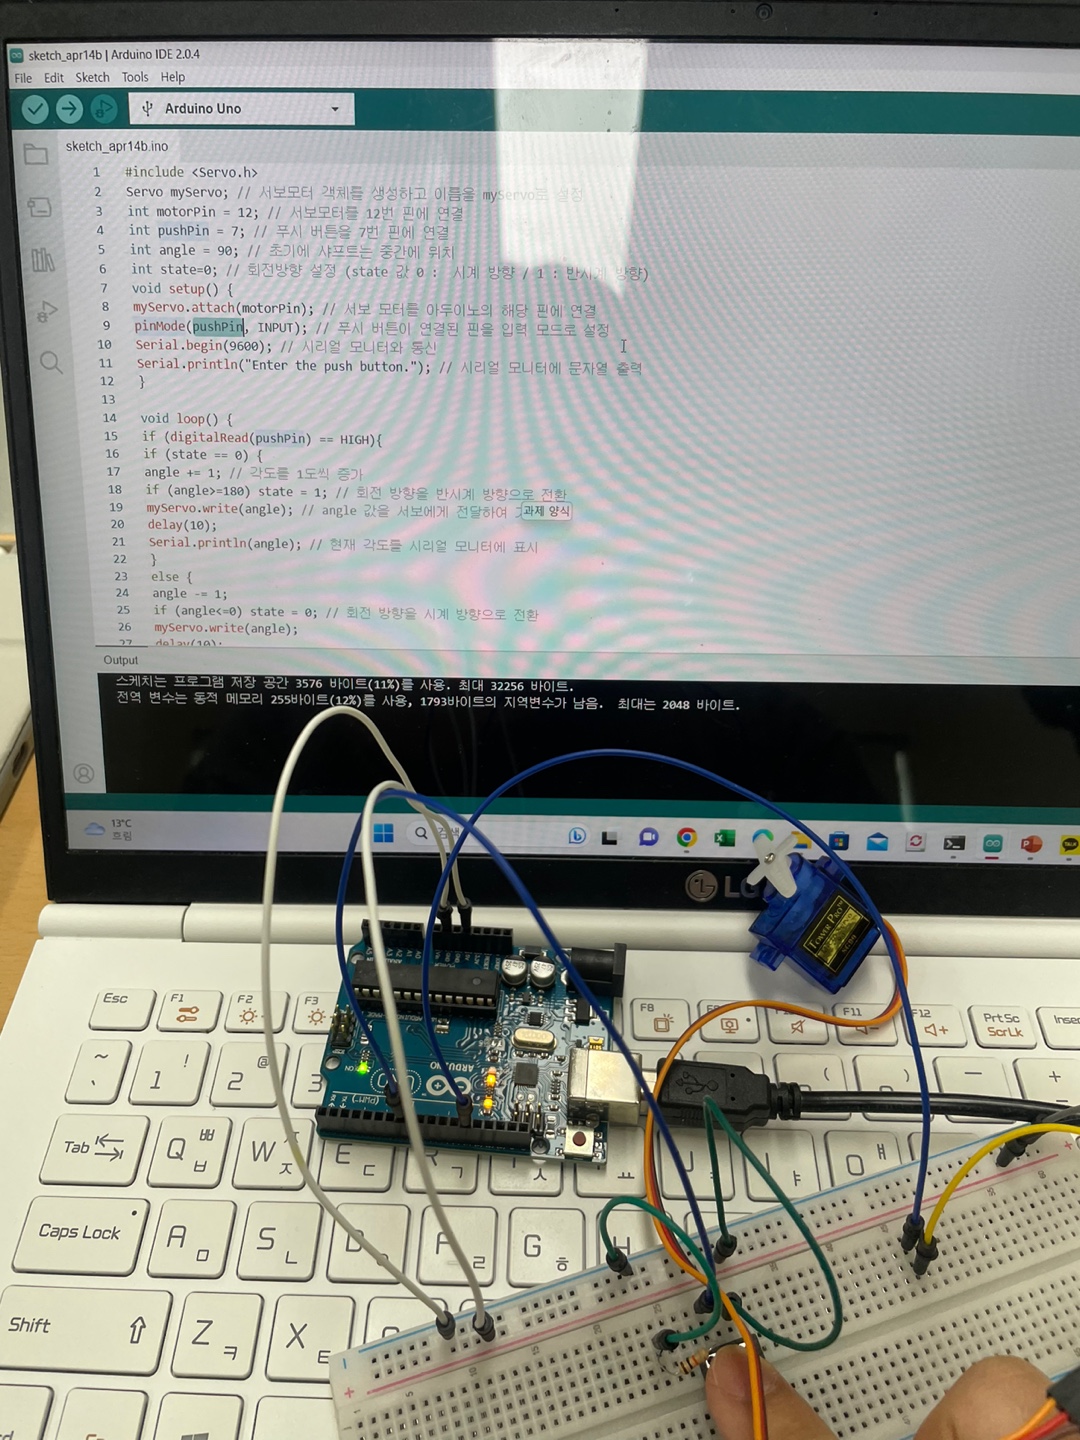 sketch_apr14b | Arduino IDE 2.0.4
File Edit Sketch Tools Help
Arduino Uno
sketch_apr14b.ino
1 #include <Servo.h>
2 Servo myServo; // 서보모터 객체를 생성하고 이름을 myServo로 설정
3 int motorPin = 12; // 서보모터를 12번 핀에 연결
4 int pushPin = 7; // 푸시 버튼을 7번 핀에 연결
5 int angle = 90; // 초기에 샤프트는 중간에 위치
6 int state=0; // 회전방향 설정 (state 값 0 : 시계 방향 / 1 : 반시계 방향)
7 void setup() {
8 myServo.attach(motorPin); // 서보 모터를 아두이노의 해당 핀에 연결
9 pinMode(pushPin, INPUT); // 푸시 버튼이 연결된 핀을 입력 모드로 설정
10 Serial.begin(9600); // 시리얼 모니터와 통신
11 Serial.println("Enter the push button."); // 시리얼 모니터에 문자열 출력
12 }
13
14 void loop() {
15 if (digitalRead(pushPin) == HIGH){
16 if (state == 0) {
17 angle += 1; // 각도를 1도씩 증가
18 if (angle>=180) state = 1; // 회전 방향을 반시계 방향으로 전환
19 myServo.write(angle); // angle 값을 서보에게 전달하여
과제 양식
20 delay(10);
21 Serial.println(angle); // 현재 각도를 시리얼 모니터에 표시
22 }
23 else {
24 angle -= 1;
25 if (angle<=0) state = 0; // 회전 방향을 시계 방향으로 전환
26 myServo.write(angle);
27 delay(10);
Output
스케치는 프로그램 저장 공간 3576 바이트(11%)를 사용. 최대 32256 바이트.
전역 변수는 동적 메모리 255바이트(12%)를 사용, 1793바이트의 지역변수가 남음. 최대는 2048 바이트.
13°C
흐림
검색
LG
TOWER PRO
ARDUINO
UNO
ON
Esc F1 F2 F3 F8 F11 F12 PrtSc ScrLk Inser
~ ` ! 1 @ 2 3 ( ) - +
Tab Q ㅃ ㅂ W ㅈ E ㄷ R ㄱ ㅅ ㅛ ㅑ O ㅔ
Caps Lock A ㅁ S ㄴ D F ㄹ G ㅎ H
Shift Z ㅋ X ㅌ C